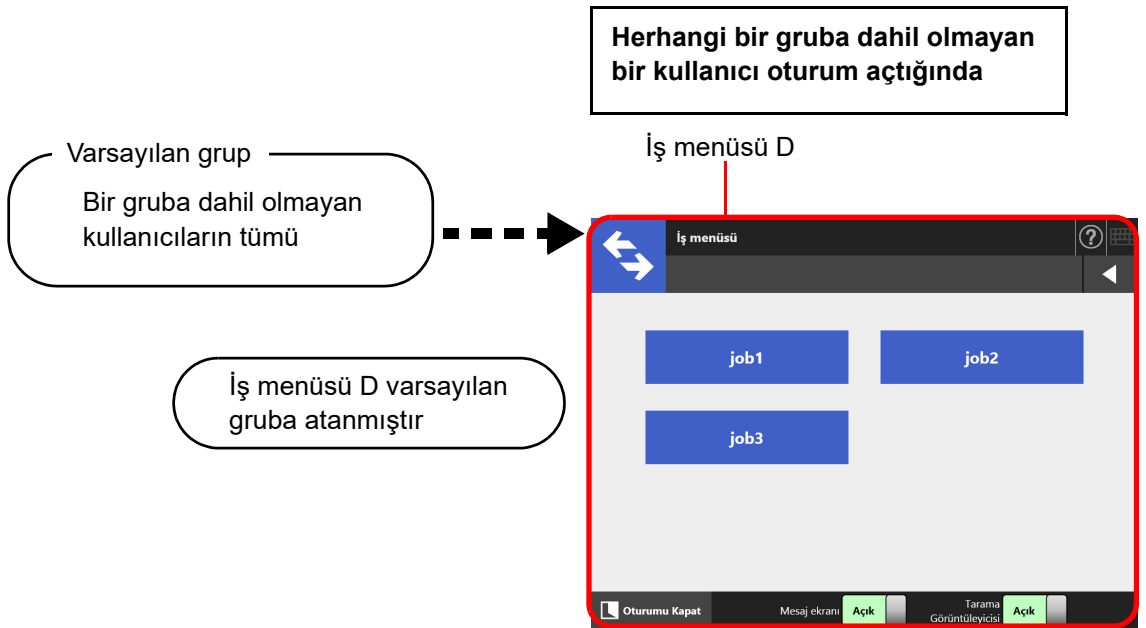 Herhangi bir gruba dahil olmayan
bir kullanıcı oturum açtığında
İş menüsü D
Varsayılan grup
Bir gruba dahil olmayan
kullanıcıların tümü
İş menüsü
?
job1
job2
İş menüsü D varsayılan
gruba atanmıştır
job3
Oturumu Kapat
Mesaj ekranı
Açık
Tarama
Görüntüleyicisi
Açık